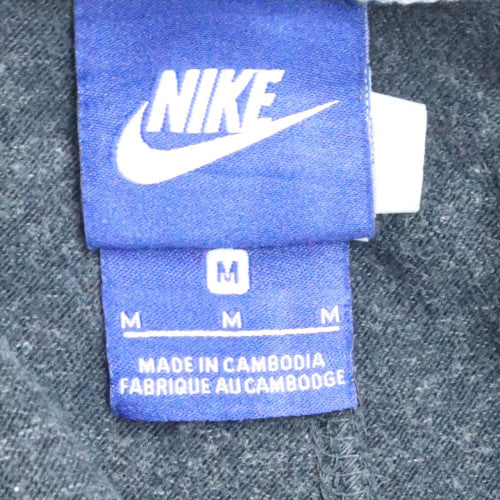 NIKE
M
M M M
MADE IN CAMBODIA
FABRIQUE AU CAMBODGE